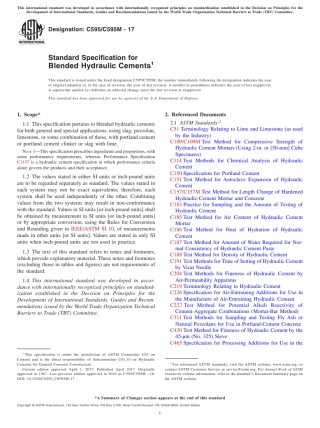 This international standard was developed in accordance with internationally recognized principles on standardization established in the Decision on Principles for the
Development of International Standards, Guides and Recommendations issued by the World Trade Organization Technical Barriers to Trade (TBT) Committee.
Designation: C595/C595M − 17
Standard Specification for
Blended Hydraulic Cements1
This standard is issued under the fixed designation C595/C595M; the number immediately following the designation indicates the year
of original adoption or, in the case of revision, the year of last revision. A number in parentheses indicates the year of last reapproval.
A superscript epsilon (ε) indicates an editorial change since the last revision or reapproval.
This standard has been approved for use by agencies of the U.S. Department of Defense.
1. Scope*
1.1 This specification pertains to blended hydraulic cements
for both general and special applications, using slag, pozzolan,
limestone, or some combination of these, with portland cement
or portland cement clinker or slag with lime.
NOTE 1—This specification prescribes ingredients and proportions, with
some performance requirements, whereas Performance Specification
C1157 is a hydraulic cement specification in which performance criteria
alone govern the products and their acceptance.
1.2 The values stated in either SI units or inch-pound units
are to be regarded separately as standard. The values stated in
each system may not be exact equivalents; therefore, each
system shall be used independently of the other. Combining
values from the two systems may result in non-conformance
with the standard. Values in SI units [or inch-pound units] shall
be obtained by measurement in SI units [or inch-pound units]
or by appropriate conversion, using the Rules for Conversion
and Rounding given in IEEE/ASTM SI 10, of measurements
made in other units [or SI units]. Values are stated in only SI
units when inch-pound units are not used in practice.
1.3 The text of this standard refers to notes and footnotes,
which provide explanatory material. These notes and footnotes
(excluding those in tables and figures) are not requirements of
the standard.
1.4 This international standard was developed in accor-
dance with internationally recognized principles on standard-
ization established in the Decision on Principles for the
Development of International Standards, Guides and Recom-
mendations issued by the World Trade Organization Technical
Barriers to Trade (TBT) Committee.
1 This specification is under the jurisdiction of ASTM Committee C01 on
Cement and is the direct responsibility of Subcommittee C01.10 on Hydraulic
Cements for General Concrete Construction.
Current edition approved April 1, 2017. Published April 2017. Originally
approved in 1967. Last previous edition approved in 2016 as C595/C595M – 16.
DOI: 10.1520/C0595_C0595M-17.
2. Referenced Documents
2.1 ASTM Standards:2
C51 Terminology Relating to Lime and Limestone (as used
by the Industry)
C109/C109M Test Method for Compressive Strength of
Hydraulic Cement Mortars (Using 2-in. or [50-mm] Cube
Specimens)
C114 Test Methods for Chemical Analysis of Hydraulic
Cement
C150 Specification for Portland Cement
C151 Test Method for Autoclave Expansion of Hydraulic
Cement
C157/C157M Test Method for Length Change of Hardened
Hydraulic-Cement Mortar and Concrete
C183 Practice for Sampling and the Amount of Testing of
Hydraulic Cement
C185 Test Method for Air Content of Hydraulic Cement
Mortar
C186 Test Method for Heat of Hydration of Hydraulic
Cement
C187 Test Method for Amount of Water Required for Nor-
mal Consistency of Hydraulic Cement Paste
C188 Test Method for Density of Hydraulic Cement
C191 Test Methods for Time of Setting of Hydraulic Cement
by Vicat Needle
C204 Test Methods for Fineness of Hydraulic Cement by
Air-Permeability Apparatus
C219 Terminology Relating to Hydraulic Cement
C226 Specification for Air-Entraining Additions for Use in
the Manufacture of Air-Entraining Hydraulic Cement
C227 Test Method for Potential Alkali Reactivity of
Cement-Aggregate Combinations (Mortar-Bar Method)
C311 Test Methods for Sampling and Testing Fly Ash or
Natural Pozzolans for Use in Portland-Cement Concrete
C430 Test Method for Fineness of Hydraulic Cement by the
45-µm (No. 325) Sieve
C465 Specification for Processing Additions for Use in the
2 For referenced ASTM standards, visit the ASTM website, www.astm.org, or
contact ASTM Customer Service at service@astm.org. For Annual Book of ASTM
Standards volume information, refer to the standard's Document Summary page on
the ASTM website.
*A Summary of Changes section appears at the end of this standard
Copyright © ASTM International, 100 Barr Harbor Drive, PO Box C700, West Conshohocken, PA 19428-2959. United States
1